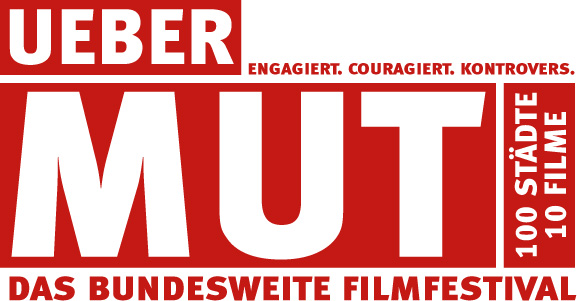 UEBER
ENGAGIERT. COURAGIERT. KONTROVERS.
MUT
100 STÄDTE
10 FILME
DAS BUNDESWEITE FILMFESTIVAL